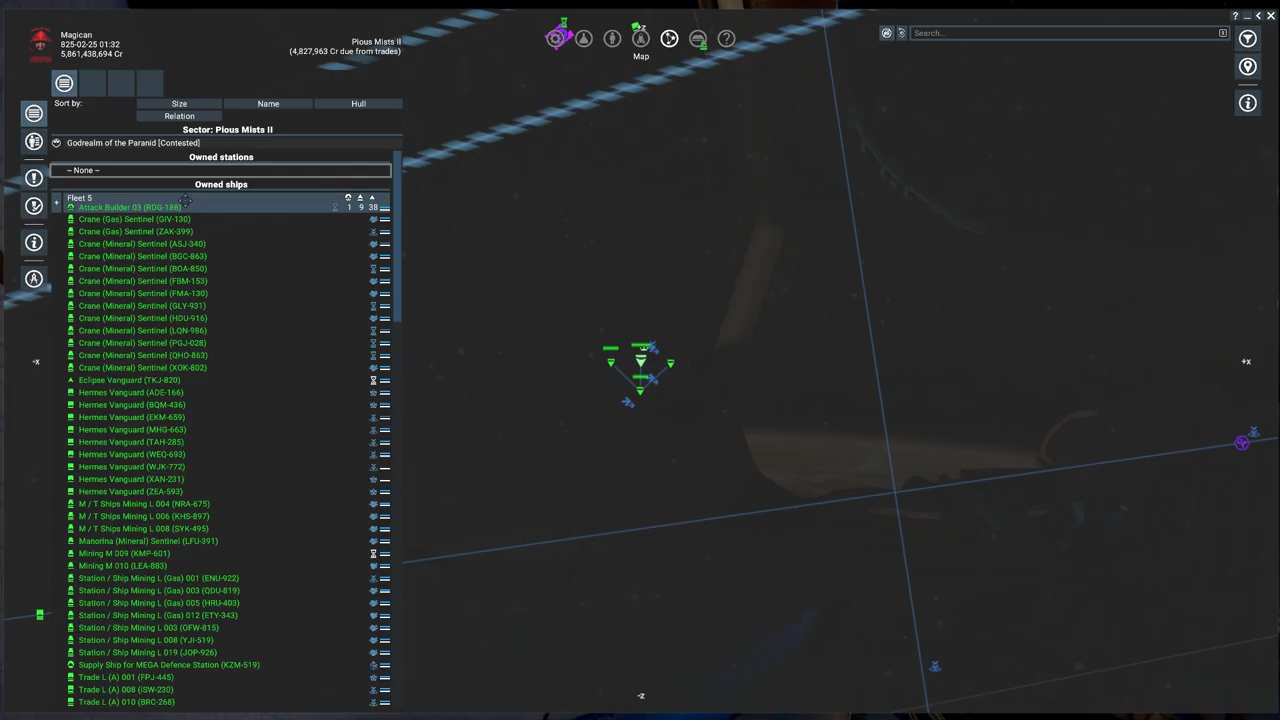 Magican
825-02-25 01:32
5,861,438,694 Cr
Pious Mists II
(4,827,963 Cr due from trades)
Map
Search...
Sort by:
Size
Name
Hull
Relation
Sector: Pious Mists II
Godrealm of the Paranid [Contested]
Owned stations
– None –
Owned ships
Fleet 5
Attack Builder 03 (RDG-188)
1 9 38
Crane (Gas) Sentinel (GIV-130)
Crane (Gas) Sentinel (ZAK-399)
Crane (Mineral) Sentinel (ASJ-340)
Crane (Mineral) Sentinel (BGC-863)
Crane (Mineral) Sentinel (BOA-850)
Crane (Mineral) Sentinel (FBM-153)
Crane (Mineral) Sentinel (FMA-130)
Crane (Mineral) Sentinel (GLY-931)
Crane (Mineral) Sentinel (HDU-916)
Crane (Mineral) Sentinel (LQN-986)
Crane (Mineral) Sentinel (PGJ-028)
Crane (Mineral) Sentinel (QHO-863)
Crane (Mineral) Sentinel (XOK-802)
Eclipse Vanguard (TKJ-820)
Hermes Vanguard (ADE-166)
Hermes Vanguard (BQM-436)
Hermes Vanguard (EKM-659)
Hermes Vanguard (MHG-663)
Hermes Vanguard (TAH-285)
Hermes Vanguard (WEQ-693)
Hermes Vanguard (WJK-772)
Hermes Vanguard (XAN-231)
Hermes Vanguard (ZEA-593)
M / T Ships Mining L 004 (NRA-675)
M / T Ships Mining L 006 (KHS-897)
M / T Ships Mining L 008 (SYK-495)
Manorina (Mineral) Sentinel (LFU-391)
Mining M 009 (KMP-601)
Mining M 010 (LEA-883)
Station / Ship Mining L (Gas) 001 (ENU-922)
Station / Ship Mining L (Gas) 003 (QDU-819)
Station / Ship Mining L (Gas) 005 (HRU-403)
Station / Ship Mining L (Gas) 012 (ETY-343)
Station / Ship Mining L 003 (OFW-815)
Station / Ship Mining L 008 (YJI-519)
Station / Ship Mining L 019 (JOP-926)
Supply Ship for MEGA Defence Station (KZM-519)
Trade L (A) 001 (FPJ-445)
Trade L (A) 008 (ISW-230)
Trade L (A) 010 (BRC-268)
+z
-x
+x
-z